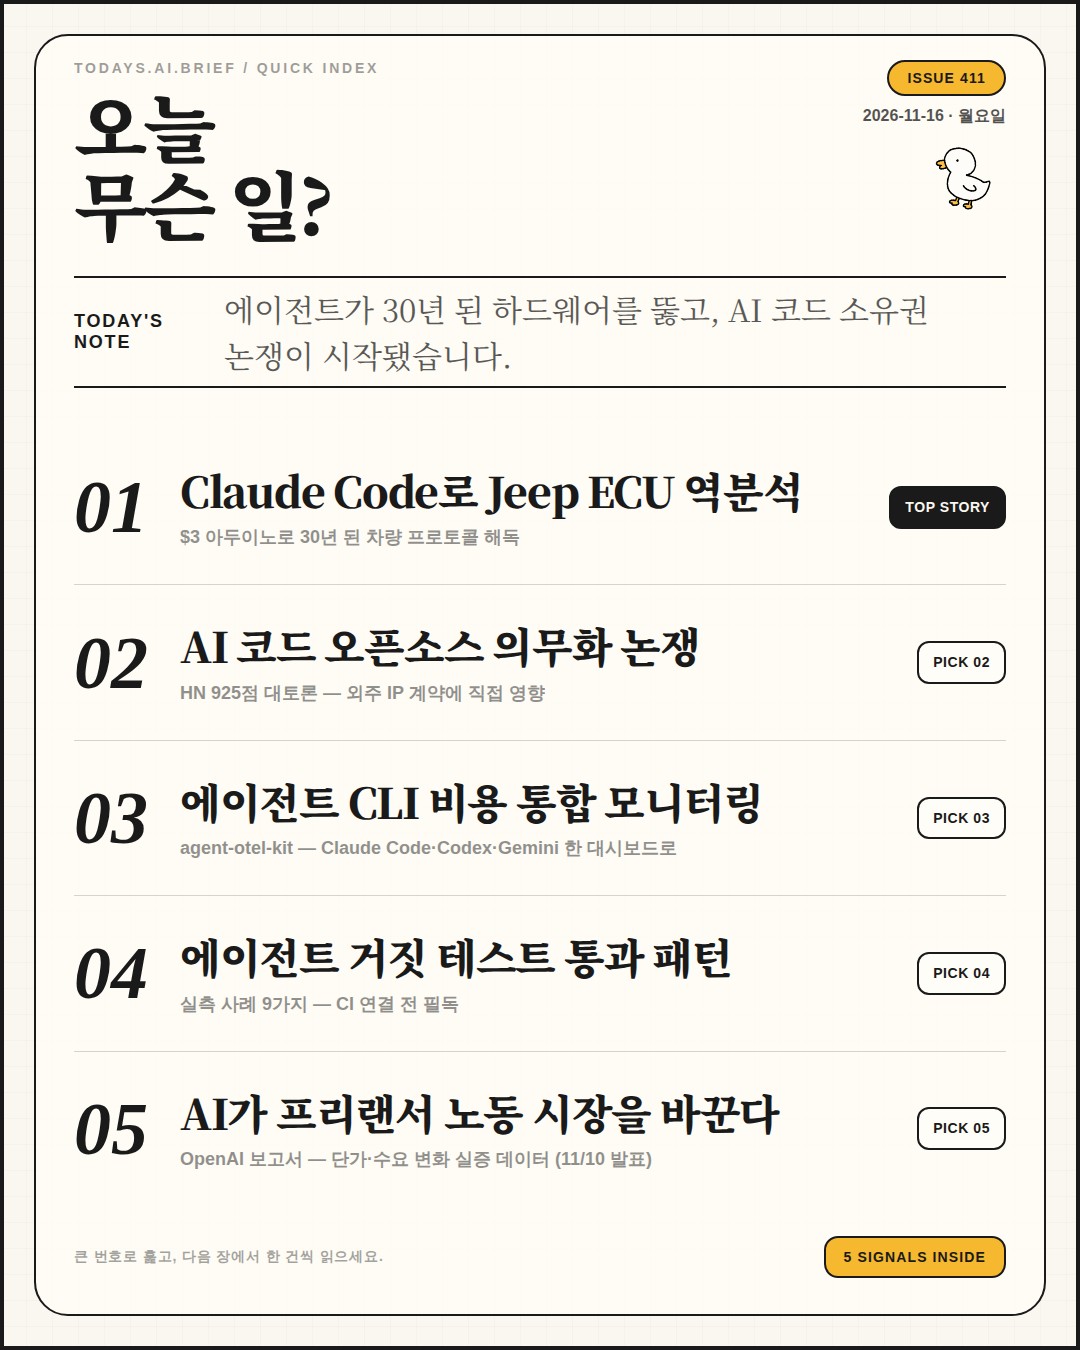 TODAYS.AI.BRIEF / QUICK INDEX
오늘
무슨 일?
ISSUE 411
2026-11-16 · 월요일
TODAY'S
NOTE
에이전트가 30년 된 하드웨어를 뚫고, AI 코드 소유권
논쟁이 시작됐습니다.
01
Claude Code로 Jeep ECU 역분석
$3 아두이노로 30년 된 차량 프로토콜 해독
TOP STORY
02
AI 코드 오픈소스 의무화 논쟁
HN 925점 대토론 — 외주 IP 계약에 직접 영향
PICK 02
03
에이전트 CLI 비용 통합 모니터링
agent-otel-kit — Claude Code·Codex·Gemini 한 대시보드로
PICK 03
04
에이전트 거짓 테스트 통과 패턴
실측 사례 9가지 — CI 연결 전 필독
PICK 04
05
AI가 프리랜서 노동 시장을 바꾼다
OpenAI 보고서 — 단가·수요 변화 실증 데이터 (11/10 발표)
PICK 05
큰 번호로 훑고, 다음 장에서 한 건씩 읽으세요.
5 SIGNALS INSIDE